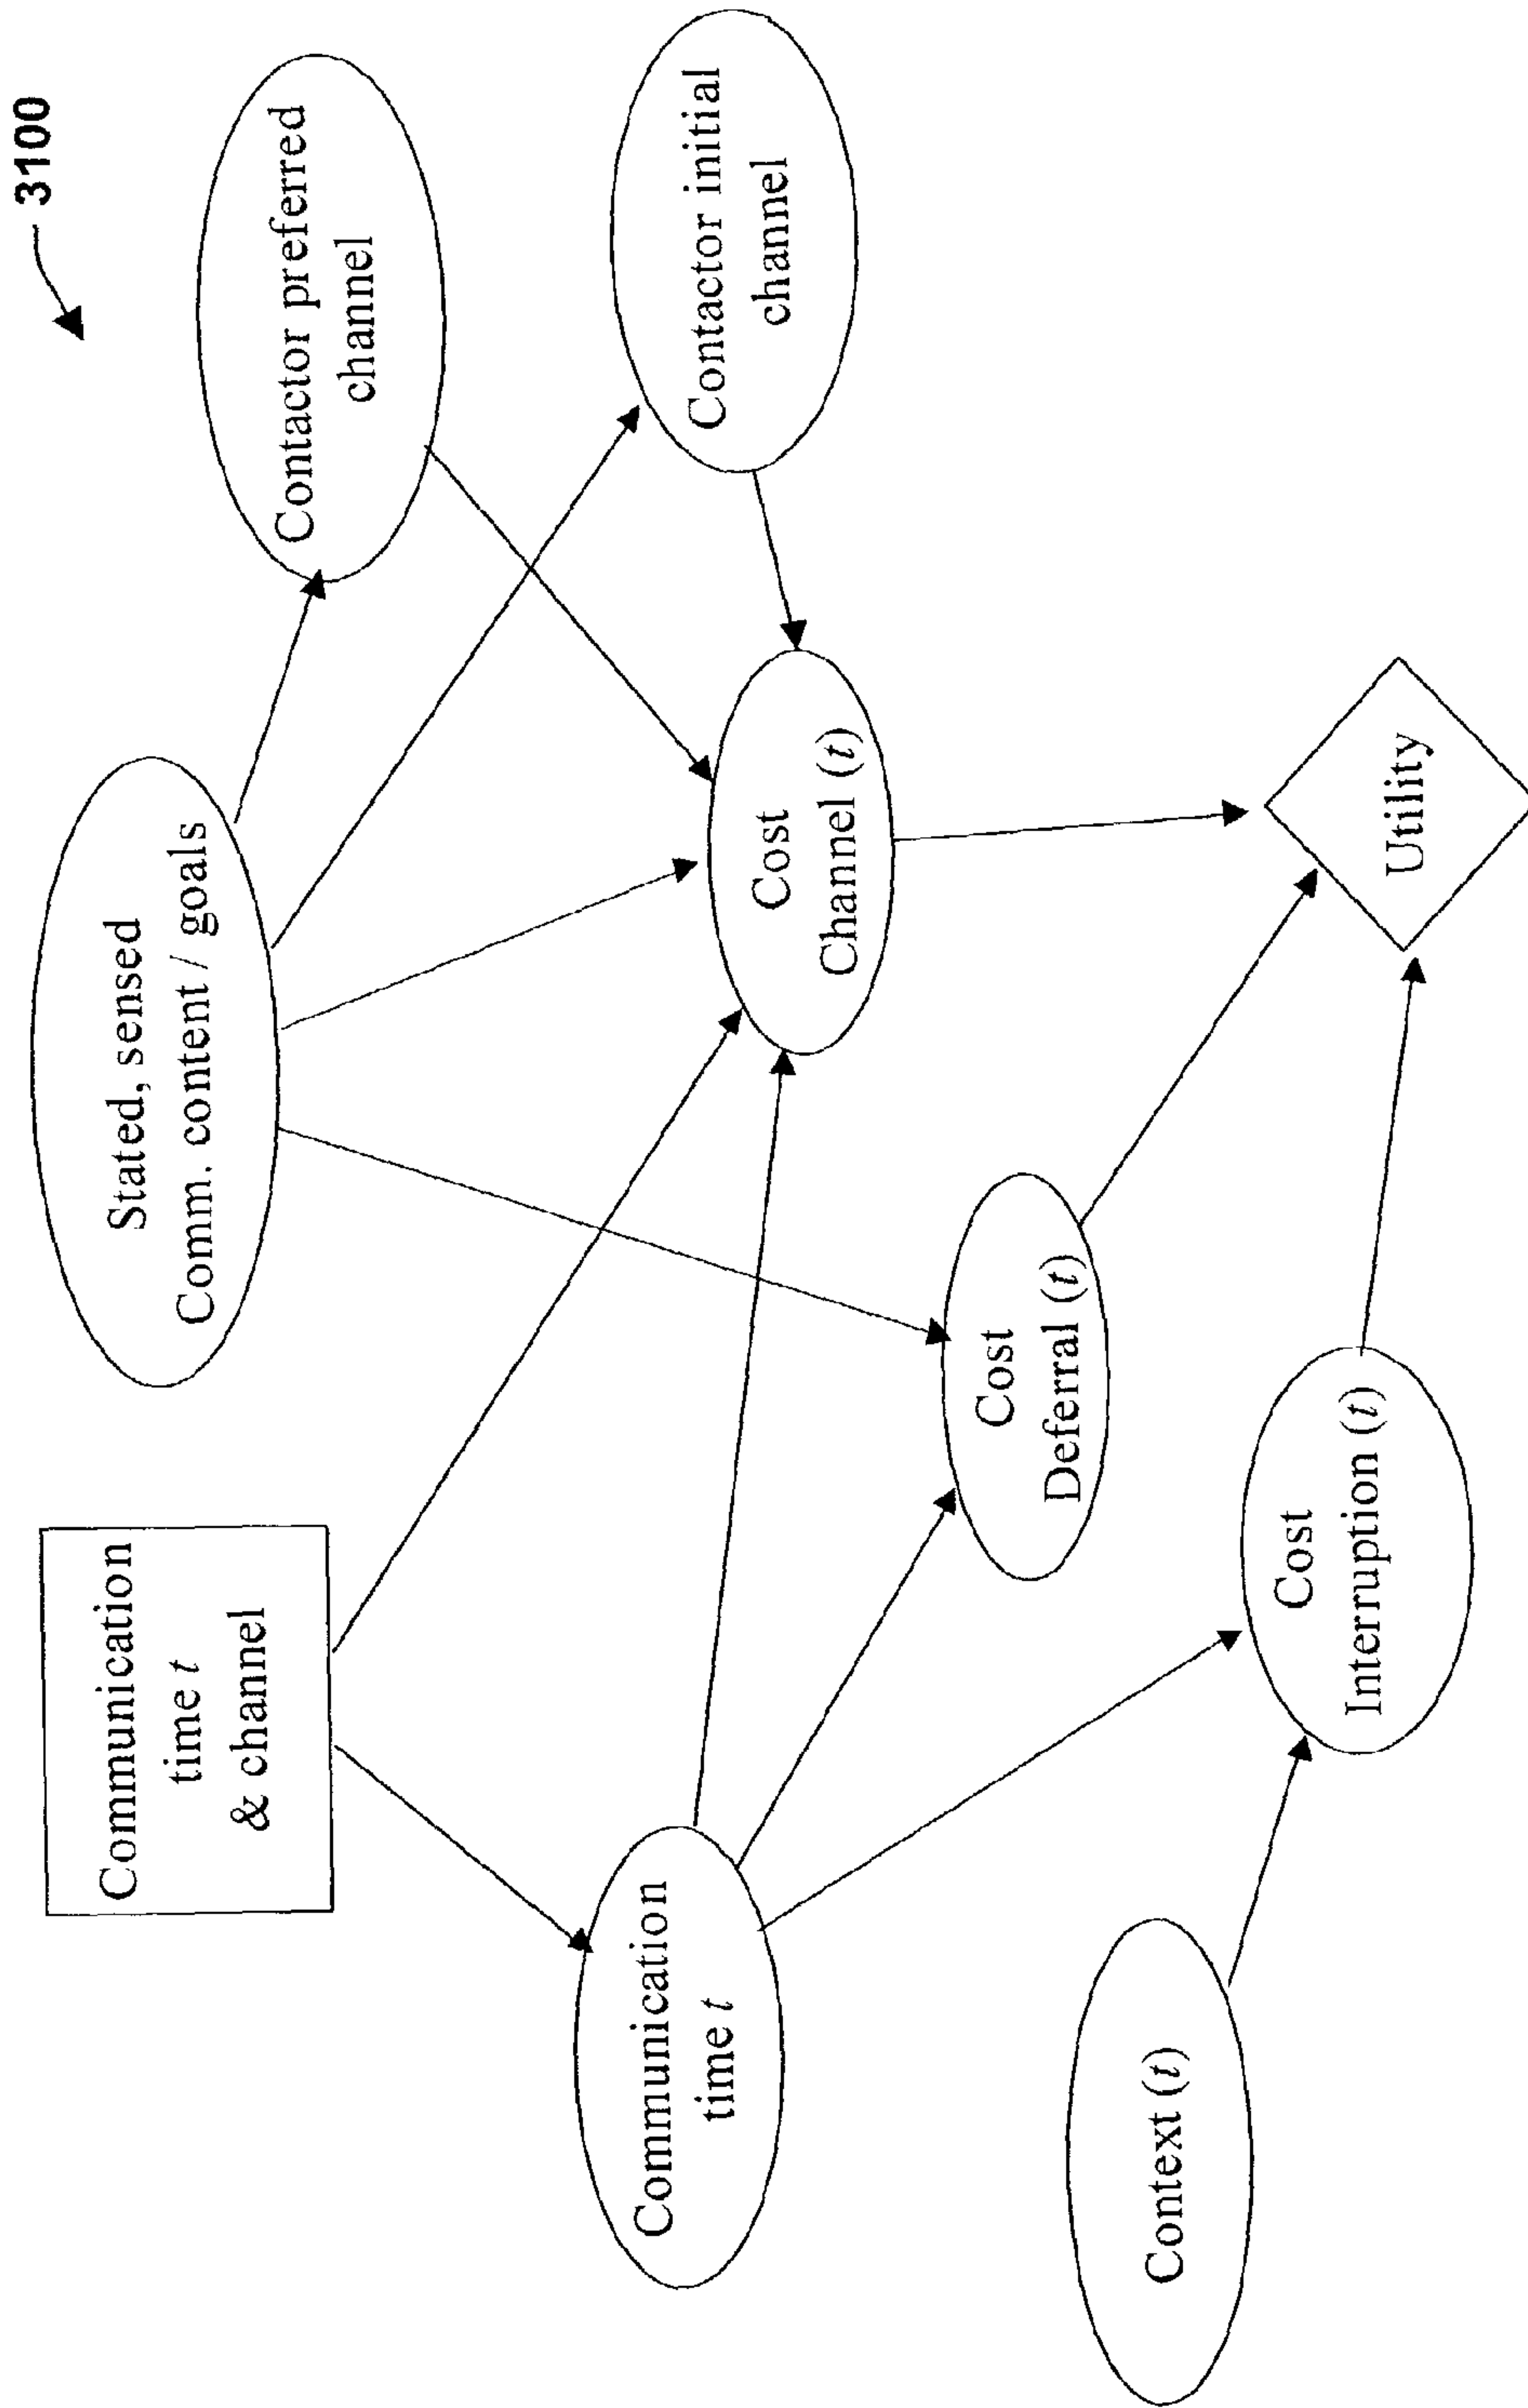 3100
Communication
time t
& channel
Stated, sensed
Comm. content / goals
Contactor preferred
channel
Communication
time t
Contactor initial
channel
Cost
Channel (t)
Cost
Deferral (t)
Context (t)
Cost
Interruption (t)
Utility